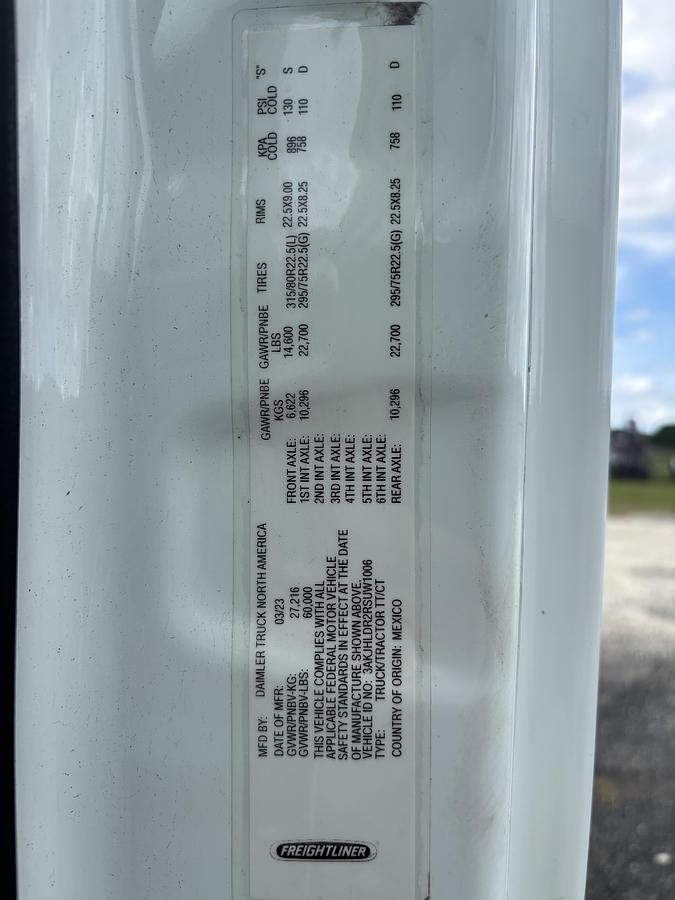 FREIGHTLINER
MFD BY: DAIMLER TRUCK NORTH AMERICA
DATE OF MFR: 03/23
GVWR/PNBV-KG: 27,216
GVWR/PNBV-LBS: 60,000
THIS VEHICLE COMPLIES WITH ALL
APPLICABLE FEDERAL MOTOR VEHICLE
SAFETY STANDARDS IN EFFECT AT THE DATE
OF MANUFACTURE SHOWN ABOVE.
VEHICLE ID NO: 3AKJHLDR2RSUW1006
TYPE: TRUCK/TRACTOR TT/CT
COUNTRY OF ORIGIN: MEXICO
GAWR/PNBE GAWR/PNBE TIRES RIMS KPA PSI "S"
KGS LBS COLD COLD
FRONT AXLE: 6,622 14,600 315/80R22.5(L) 22.5X9.00 896 130 S
1ST INT AXLE: 10,296 22,700 295/75R22.5(G) 22.5X8.25 758 110 D
2ND INT AXLE:
3RD INT AXLE:
4TH INT AXLE:
5TH INT AXLE:
6TH INT AXLE:
REAR AXLE: 10,296 22,700 295/75R22.5(G) 22.5X8.25 758 110 D